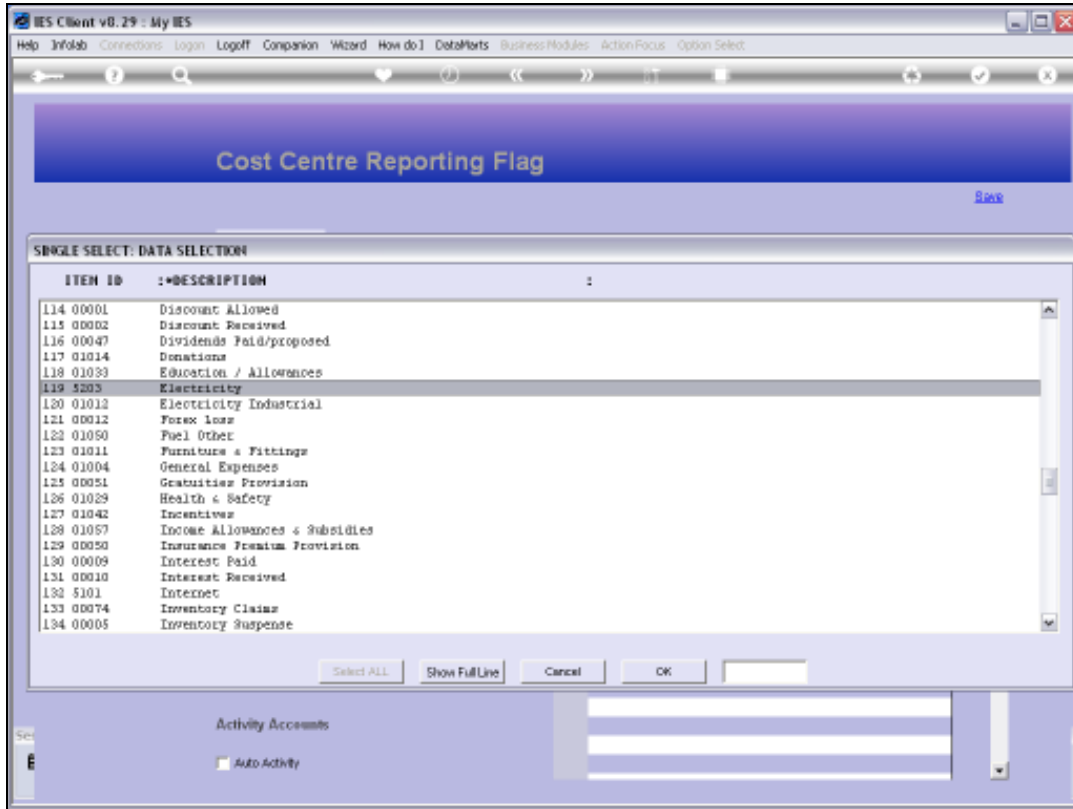 IES Client v8.29 : My IES
Help Infolab Connections Logon Logoff Companion Wizard How do I DataMarts Business Modules Action Focus Option Select
Cost Centre Reporting Flag
Save
SINGLE SELECT: DATA SELECTION
ITEM ID :*DESCRIPTION :
114 00001 Discount Allowed
115 00002 Discount Received
116 00047 Dividends Paid/proposed
117 01014 Donations
118 01033 Education / Allowances
119 5203 Electricity
120 01012 Electricity Industrial
121 00012 Forex loss
122 01050 Fuel Other
123 01011 Furniture & Fittings
124 01004 General Expenses
125 00051 Gratuities Provision
126 01029 Health & Safety
127 01042 Incentives
128 01057 Income Allowances & Subsidies
129 00050 Insurance Premium Provision
130 00009 Interest Paid
131 00010 Interest Received
132 5101 Internet
133 00074 Inventory Claims
134 00005 Inventory Suspense
Select ALL Show Full Line Cancel OK
Activity Accounts
Auto Activity